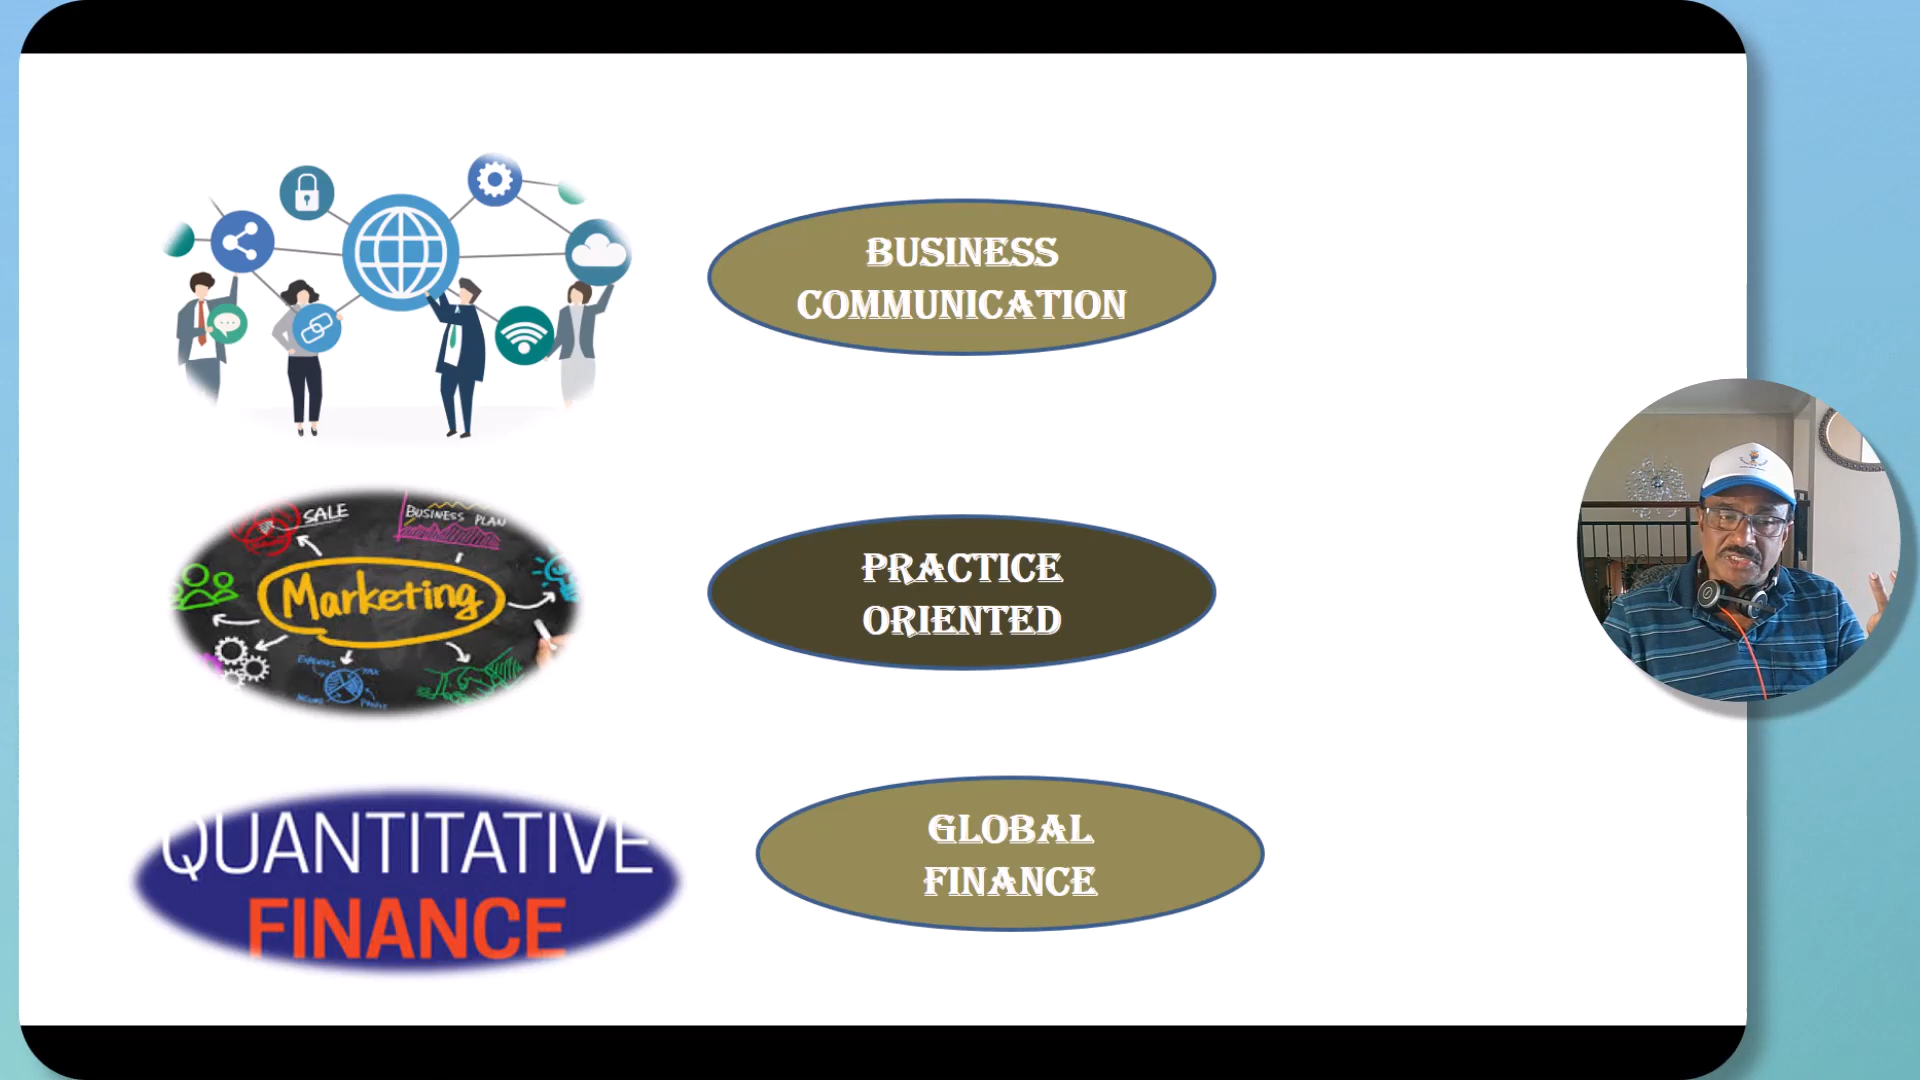 BUSINESS
COMMUNICATION
SALE
BUSINESS PLAN
Marketing
PRACTICE
ORIENTED
QUANTITATIVE
FINANCE
GLOBAL
FINANCE